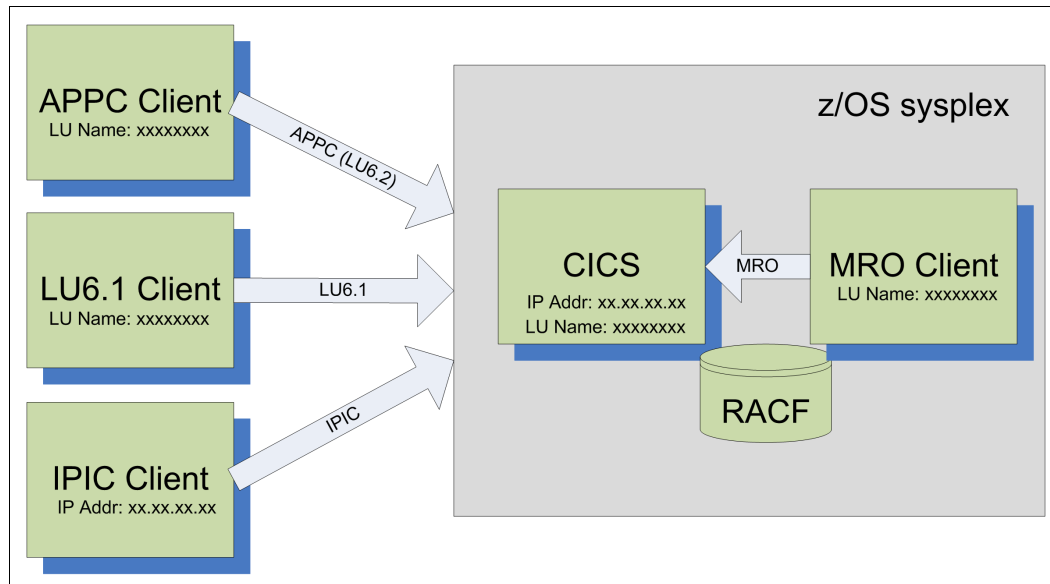 APPC Client
LU Name: xxxxxxxx
APPC (LU6.2)
LU6.1 Client
LU Name: xxxxxxxx
LU6.1
IPIC Client
IP Addr: xx.xx.xx.xx
IPIC
z/OS sysplex
CICS
IP Addr: xx.xx.xx.xx
LU Name: xxxxxxxx
MRO
MRO Client
LU Name: xxxxxxxx
RACF